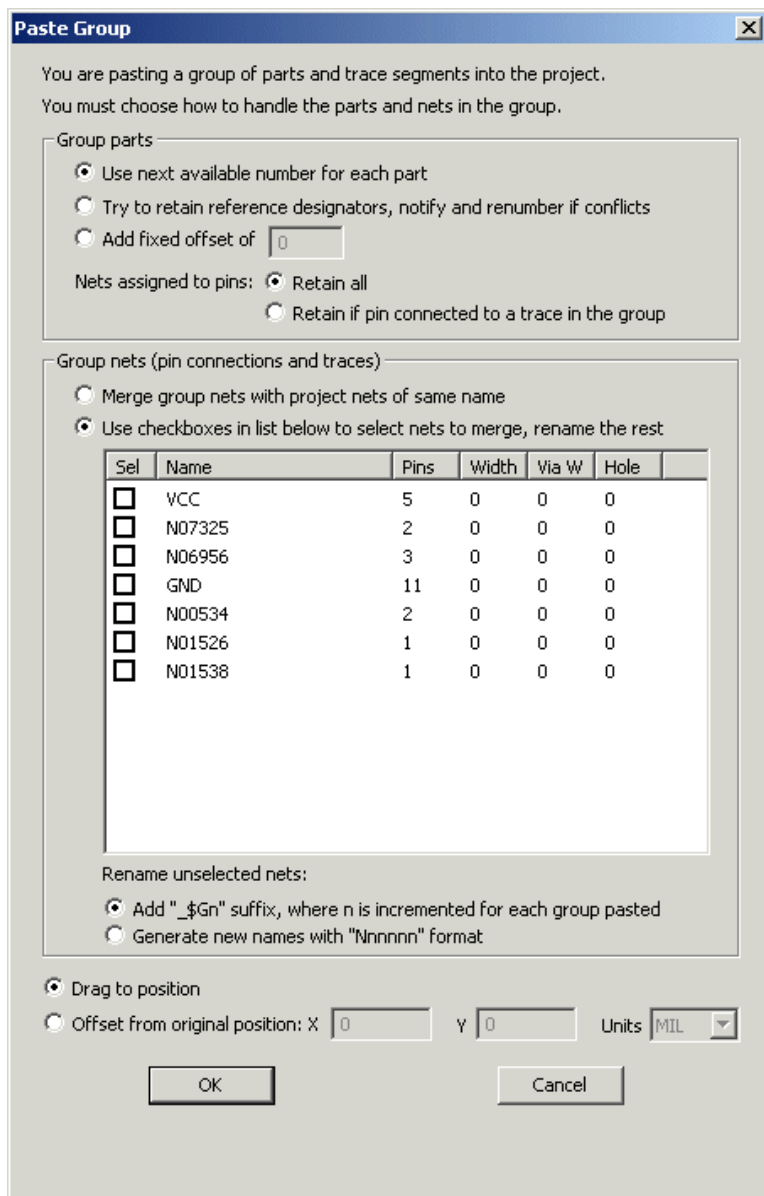 Paste Group
You are pasting a group of parts and trace segments into the project.
You must choose how to handle the parts and nets in the group.
Group parts
Use next available number for each part
Try to retain reference designators, notify and renumber if conflicts
Add fixed offset of 0
Nets assigned to pins: Retain all
Retain if pin connected to a trace in the group
Group nets (pin connections and traces)
Merge group nets with project nets of same name
Use checkboxes in list below to select nets to merge, rename the rest
Sel Name Pins Width Via W Hole
VCC 5 0 0 0
N07325 2 0 0 0
N06956 3 0 0 0
GND 11 0 0 0
N00534 2 0 0 0
N01526 1 0 0 0
N01538 1 0 0 0
Rename unselected nets:
Add "_$Gn" suffix, where n is incremented for each group pasted
Generate new names with "Nnnnnn" format
Drag to position
Offset from original position: X 0 Y 0 Units MIL
OK Cancel